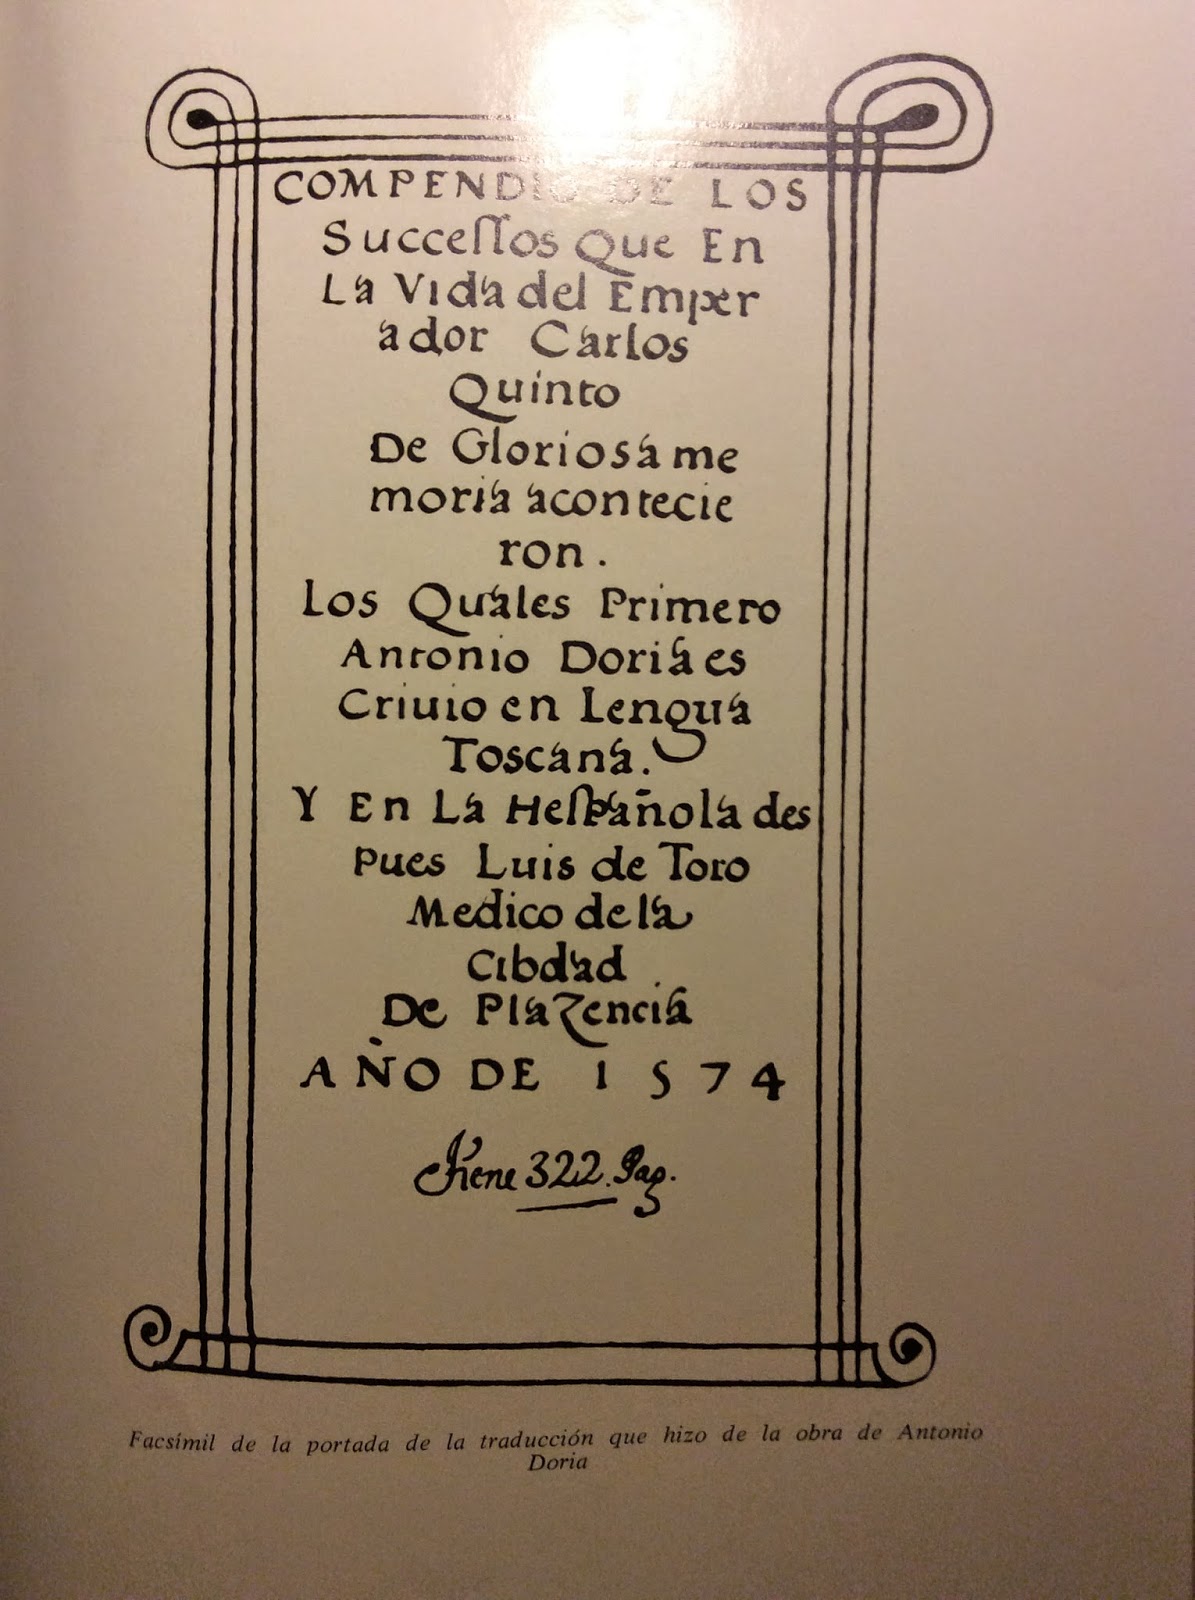 COMPENDIO DE LOS
Succeſſos Que En
La Vida del Emper
ador Carlos
Quinto
De Gloriosa me
moria acontecie
ron.
Los Quales Primero
Antonio Doria es
Criuio en Lengua
Toscana.
Y En La Heſpañola des
pues Luis de Toro
Medico de la
Cibdad
De Plazencia
AÑO DE 1574
322. Pag.
Facsímil de la portada de la traducción que hizo de la obra de Antonio
Doria